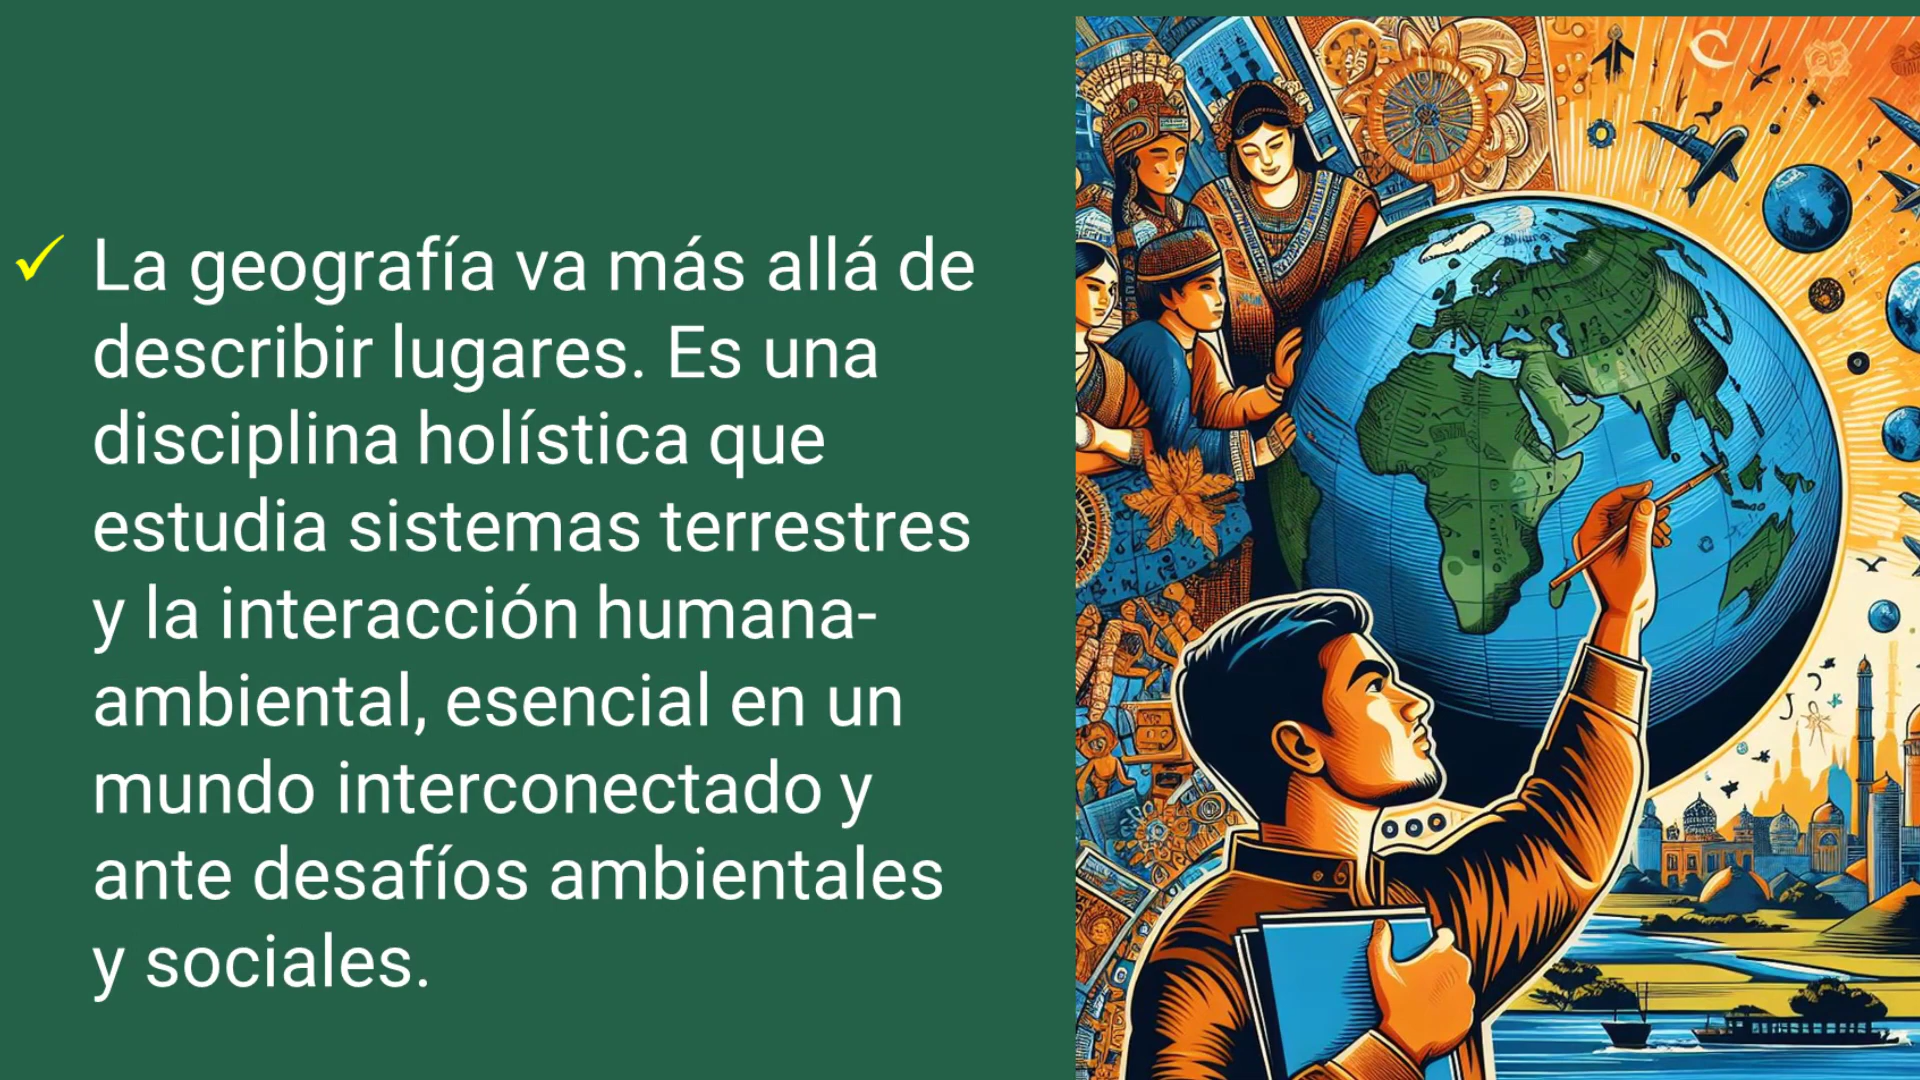 La geografía va más allá de
describir lugares. Es una
disciplina holística que
estudia sistemas terrestres
y la interacción humana-
ambiental, esencial en un
mundo interconectado y
ante desafíos ambientales
y sociales.